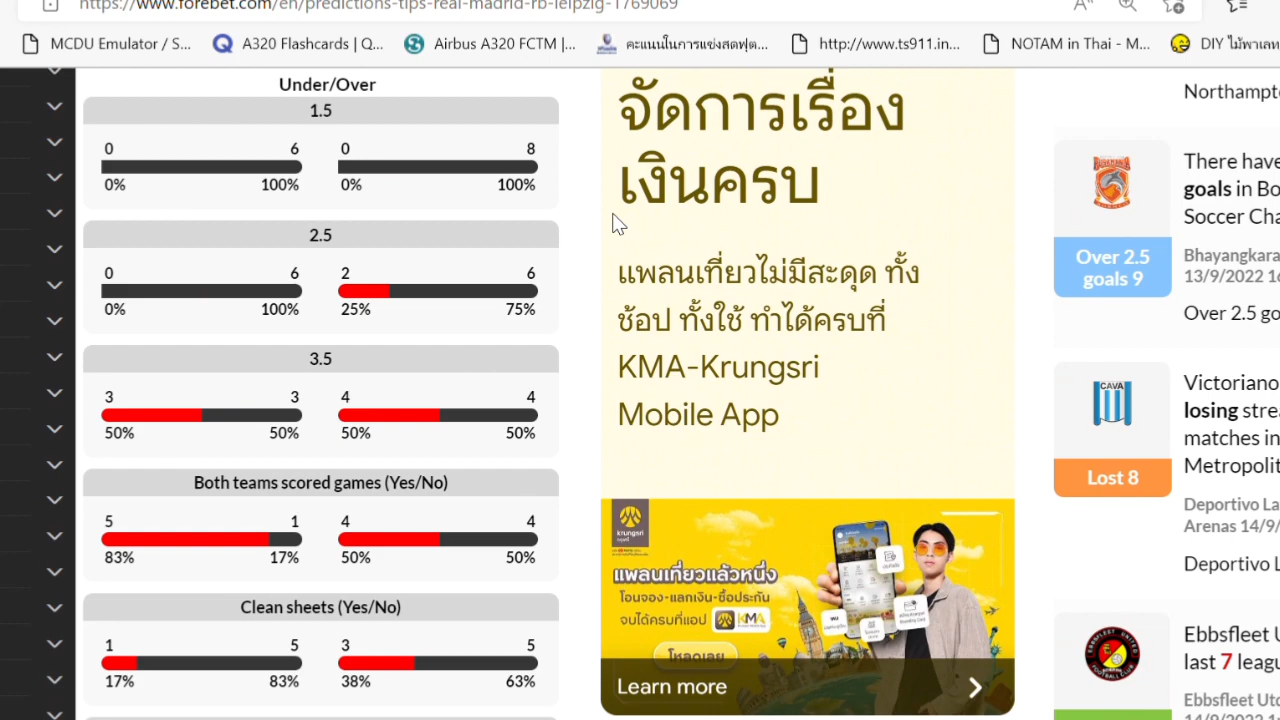 https://www.forebet.com/en/predictions-tips-real-madrid-rb-leipzig-1769069
MCDU Emulator / S...
A320 Flashcards | Q...
Airbus A320 FCTM |...
คะแนนในการแข่งสดฟุต...
http://www.ts911.in...
NOTAM in Thai - M...
DIY ไม้พาเลท
Under/Over
1.5
0 6 0 8
0% 100% 0% 100%
2.5
0 6 2 6
0% 100% 25% 75%
3.5
3 3 4 4
50% 50% 50% 50%
Both teams scored games (Yes/No)
5 1 4 4
83% 17% 50% 50%
Clean sheets (Yes/No)
1 5 3 5
17% 83% 38% 63%
จัดการเรื่อง
เงินครบ
แพลนเที่ยวไม่มีสะดุด ทั้ง
ช้อป ทั้งใช้ ทำได้ครบที่
KMA-Krungsri
Mobile App
krungsri
กรุงศรี
แพลนเที่ยวแล้วหนึ่ง
โอนจอง-แลกเงิน-ซื้อประกัน
จบได้ครบที่แอป KMA
โหลดเลย
Learn more
Northampt
There have
goals in Bo
Soccer Cha
Over 2.5
goals 9
Bhayangkara
13/9/2022 1
Over 2.5 go
CAVA
Victoriano
losing strea
matches in
Metropolit
Lost 8
Deportivo La
Arenas 14/9/
Deportivo L
Ebbsfleet U
last 7 leagu
Ebbsfleet Uto
14/9/2022